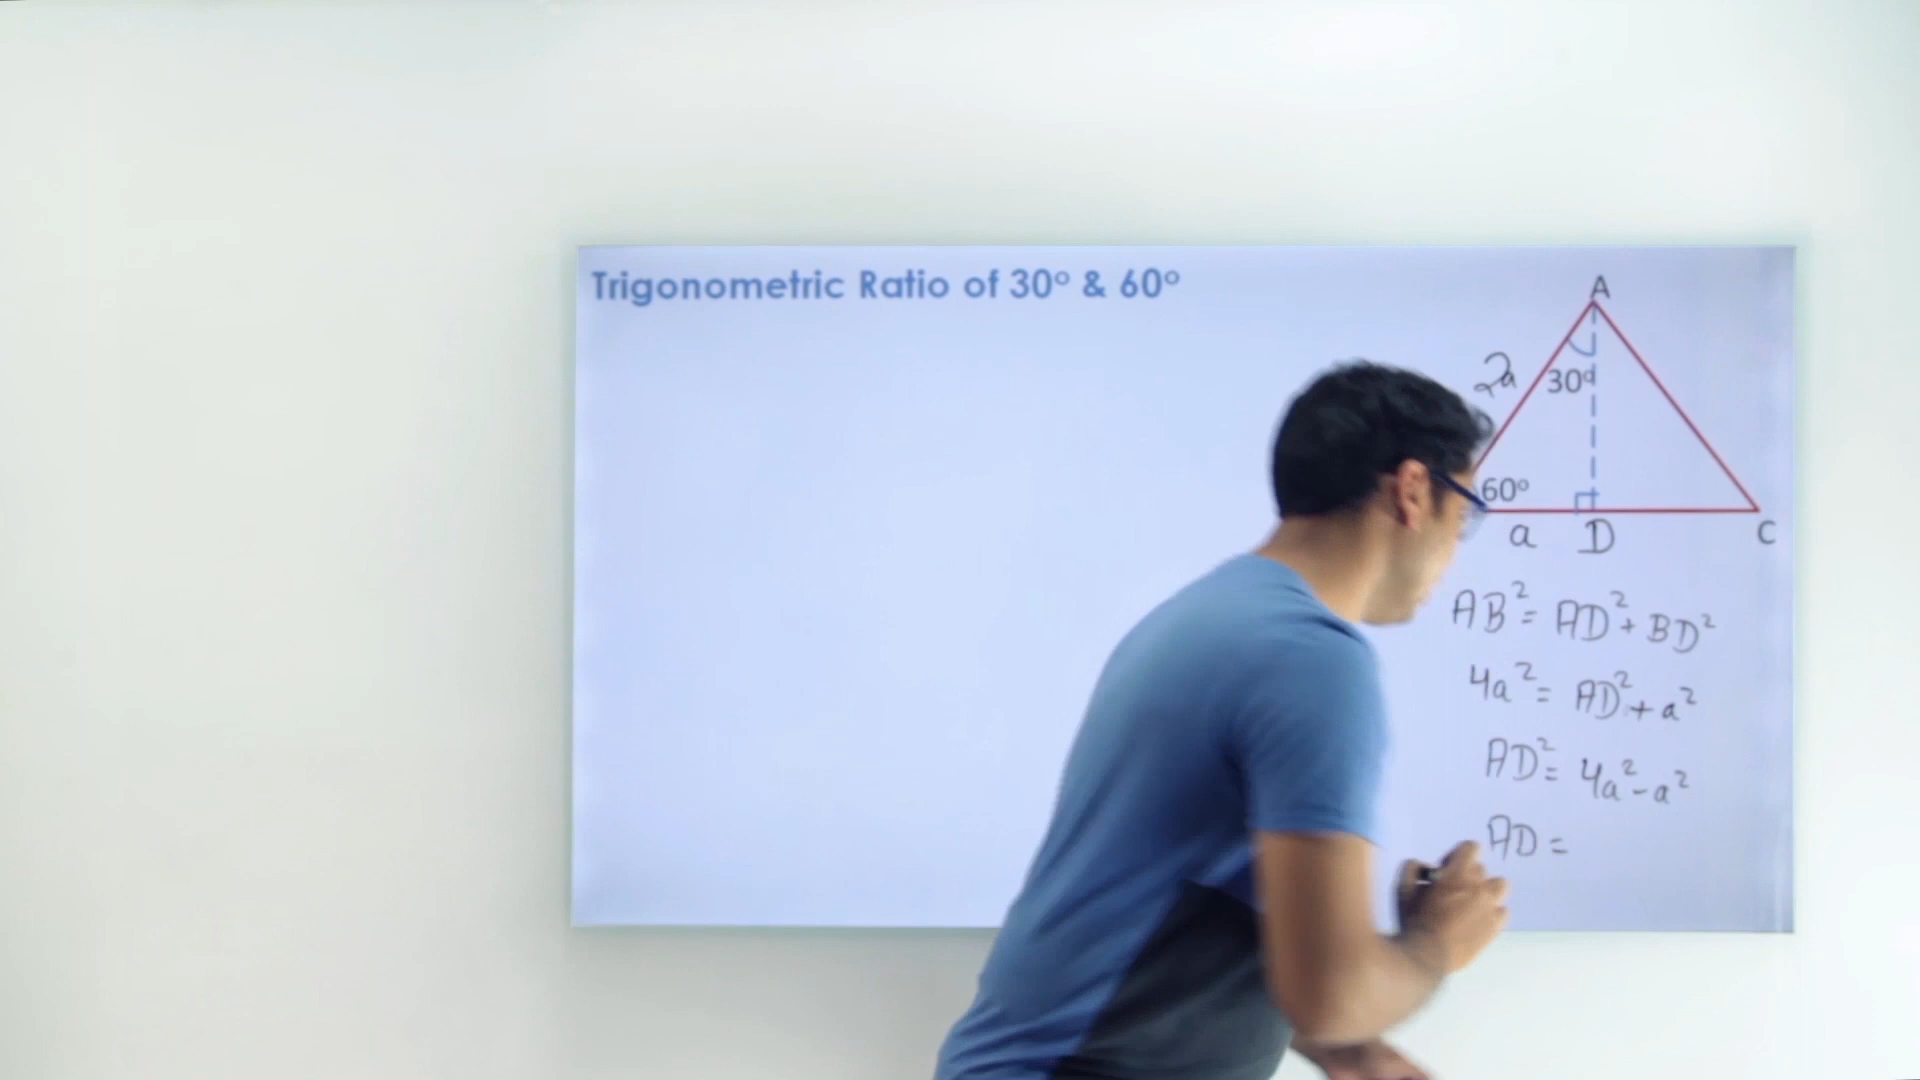 Trigonometric Ratio of 30° & 60°
A
2a
30°
60°
a D C
AB² = AD² + BD²
4a² = AD² + a²
AD² = 4a² - a²
AD =